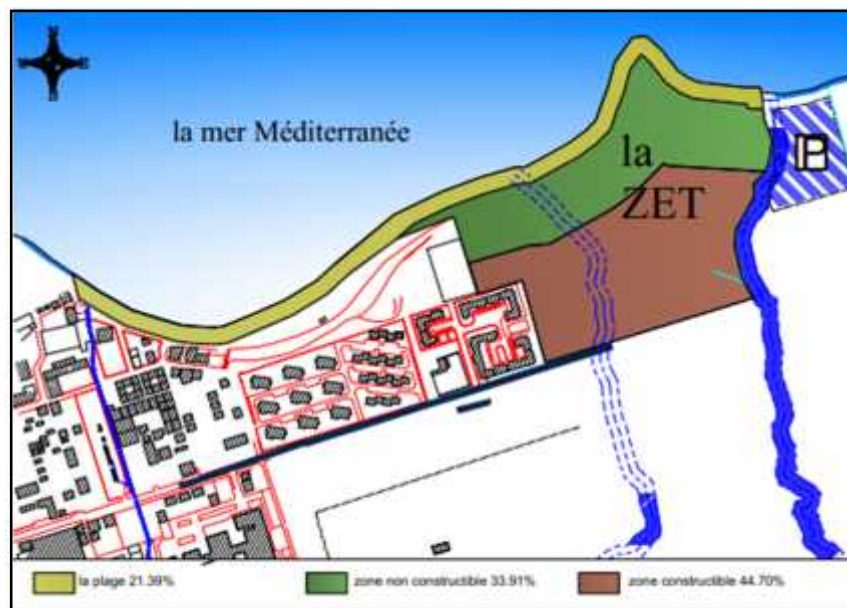 la mer Méditerranée
la
ZET
P
la plage 21.39%
zone non constructible 33.91%
zone constructible 44.70%